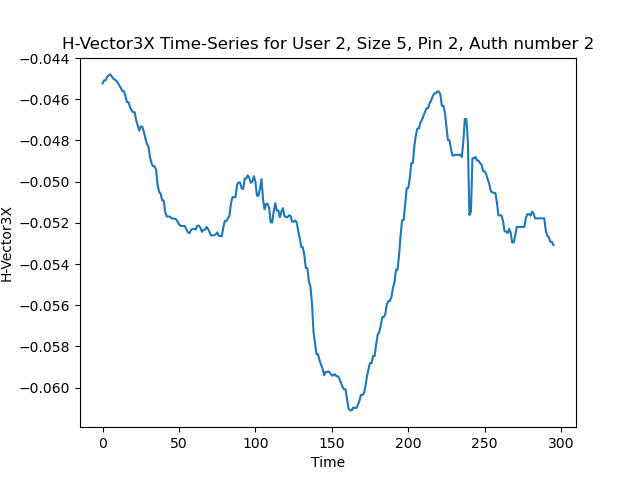 H-Vector3X Time-Series for User 2, Size 5, Pin 2, Auth number 2
−0.044
−0.046
−0.048
−0.050
−0.052
−0.054
−0.056
−0.058
−0.060
H-Vector3X
0 50 100 150 200 250 300
Time